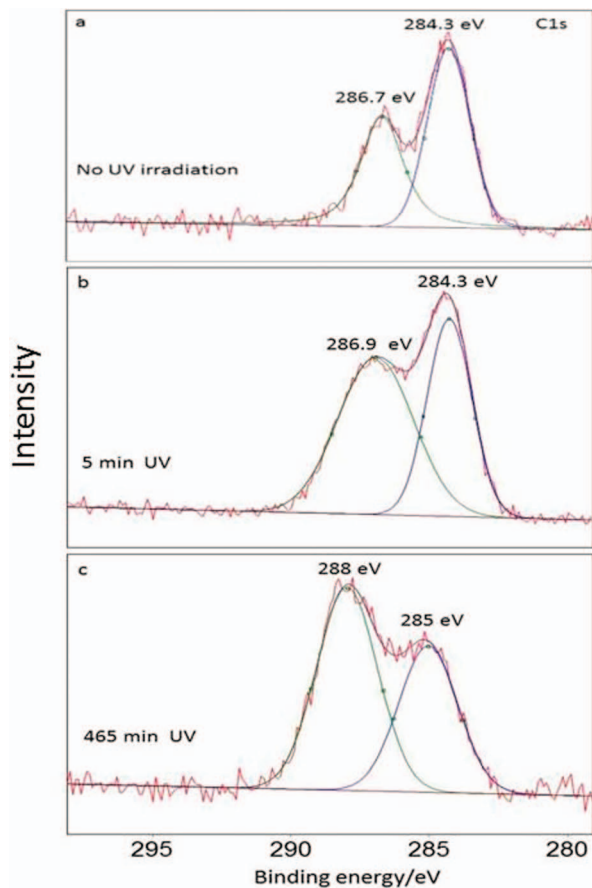 a 284.3 eV C1s
286.7 eV
No UV irradiation
b 284.3 eV
286.9 eV
5 min UV
Intensity
c 288 eV
285 eV
465 min UV
295 290 285 280
Binding energy/eV